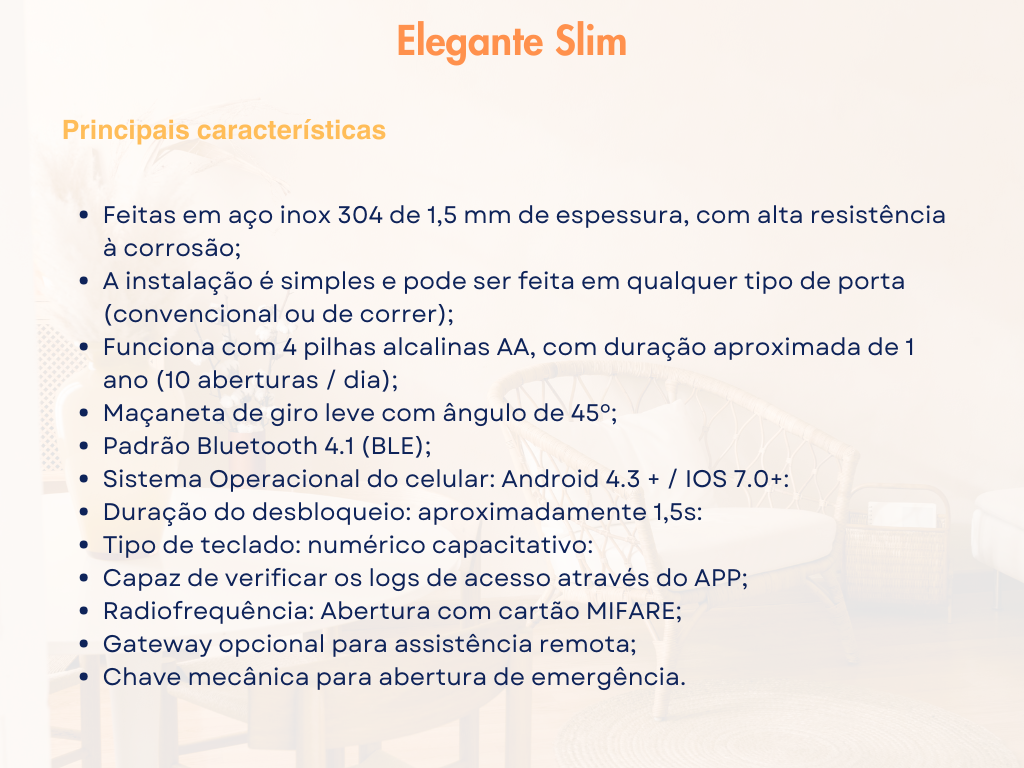 Elegante Slim
Principais características
• Feitas em aço inox 304 de 1,5 mm de espessura, com alta resistência
à corrosão;
• A instalação é simples e pode ser feita em qualquer tipo de porta
(convencional ou de correr);
• Funciona com 4 pilhas alcalinas AA, com duração aproximada de 1
ano (10 aberturas / dia);
• Maçaneta de giro leve com ângulo de 45º;
• Padrão Bluetooth 4.1 (BLE);
• Sistema Operacional do celular: Android 4.3 + / IOS 7.0+:
• Duração do desbloqueio: aproximadamente 1,5s:
• Tipo de teclado: numérico capacitativo:
• Capaz de verificar os logs de acesso através do APP;
• Radiofrequência: Abertura com cartão MIFARE;
• Gateway opcional para assistência remota;
• Chave mecânica para abertura de emergência.